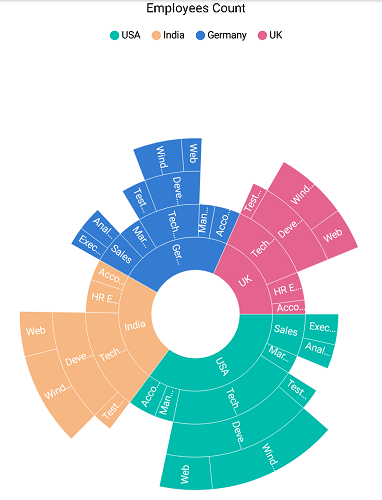 Employees Count
USA India Germany UK
USA
Sales
Exec...
Anal...
Mar...
Tech...
Test...
Deve...
Wind...
Web
Man...
Acco...
India
Tech...
Test...
Deve...
Wind...
Web
HR E...
Acco...
Ger...
Sales
Exec...
Anal...
Mar...
Tech...
Test...
Deve...
Wind...
Web
Man...
Acco...
UK
Tech...
Test...
Deve...
Wind...
Web
HR E...
Acco...